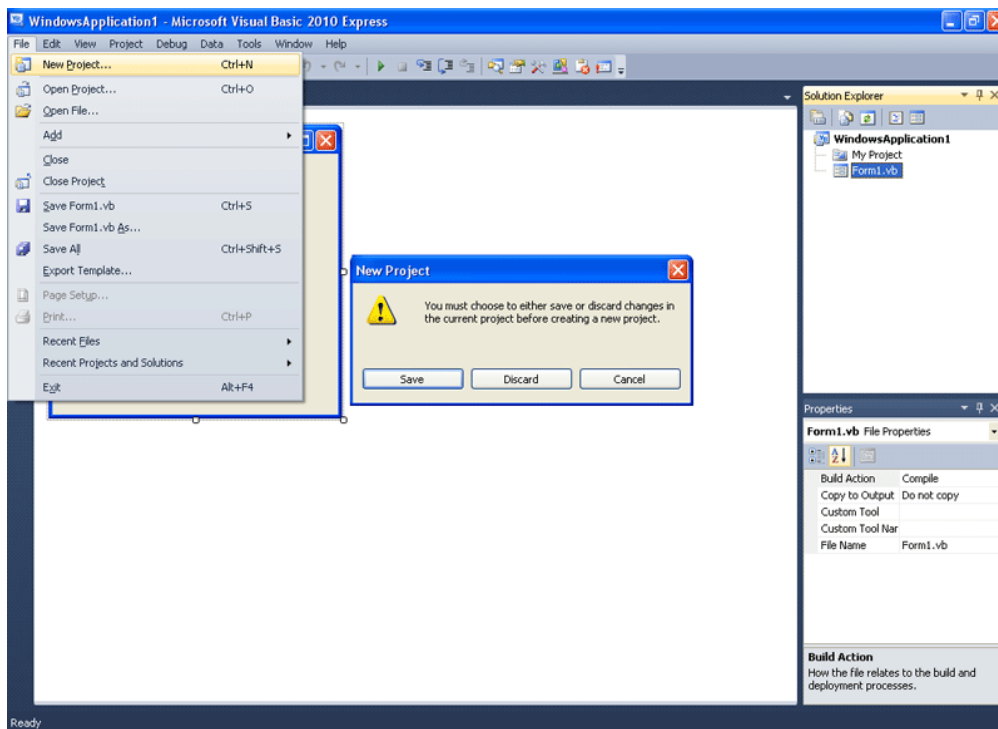 WindowsApplication1 - Microsoft Visual Basic 2010 Express
File Edit View Project Debug Data Tools Window Help
New Project... Ctrl+N
Open Project... Ctrl+O
Open File...
Add
Close
Close Project
Save Form1.vb Ctrl+S
Save Form1.vb As...
Save All Ctrl+Shift+S
Export Template...
Page Setup...
Print... Ctrl+P
Recent Files
Recent Projects and Solutions
Exit Alt+F4
New Project
You must choose to either save or discard changes in
the current project before creating a new project.
Save Discard Cancel
Solution Explorer
WindowsApplication1
My Project
Form1.vb
Properties
Form1.vb File Properties
Build Action Compile
Copy to Output Do not copy
Custom Tool
Custom Tool Nar
File Name Form1.vb
Build Action
How the file relates to the build and
deployment processes.
Ready